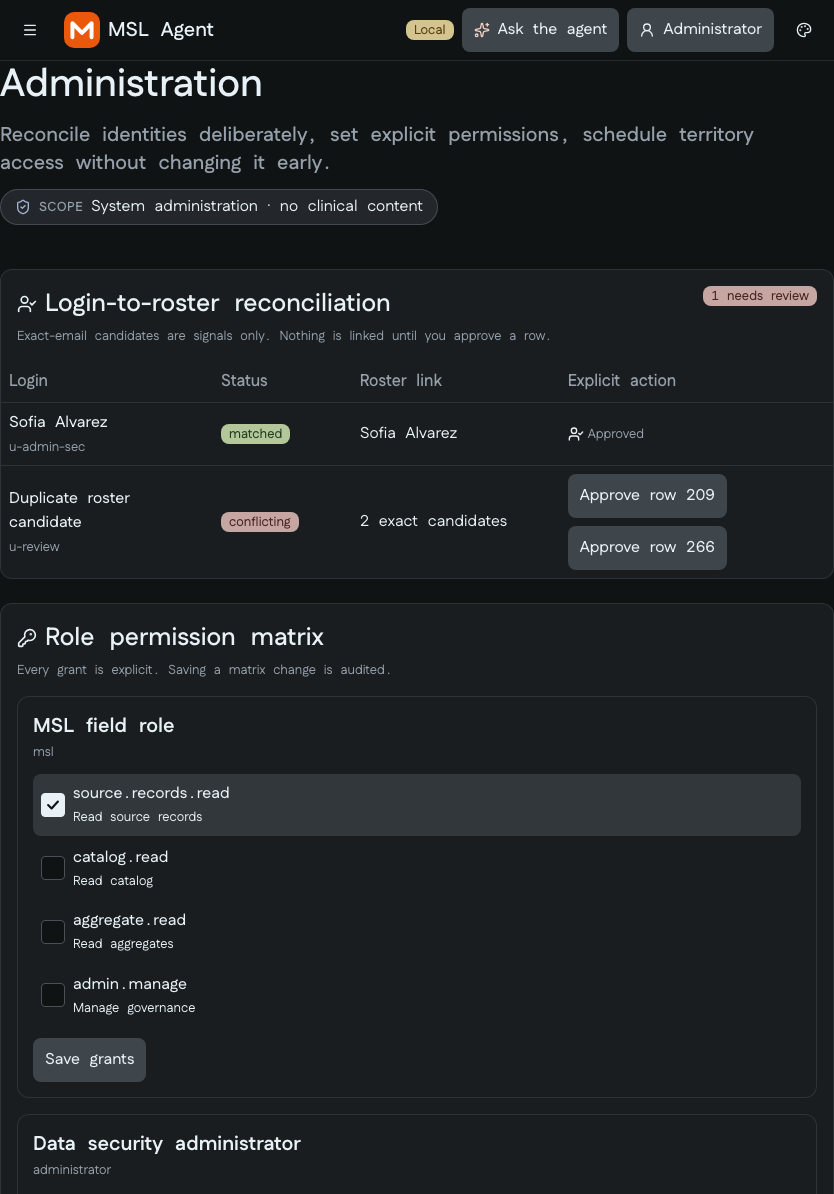 MSL Agent
Local
Ask the agent
Administrator
Administration
Reconcile identities deliberately, set explicit permissions, schedule territory
access without changing it early.
SCOPE System administration · no clinical content
Login-to-roster reconciliation
1 needs review
Exact-email candidates are signals only. Nothing is linked until you approve a row.
Login Status Roster link Explicit action
Sofia Alvarez
u-admin-sec
matched
Sofia Alvarez
Approved
Duplicate roster
candidate
u-review
conflicting
2 exact candidates
Approve row 209
Approve row 266
Role permission matrix
Every grant is explicit. Saving a matrix change is audited.
MSL field role
msl
source.records.read
Read source records
catalog.read
Read catalog
aggregate.read
Read aggregates
admin.manage
Manage governance
Save grants
Data security administrator
administrator